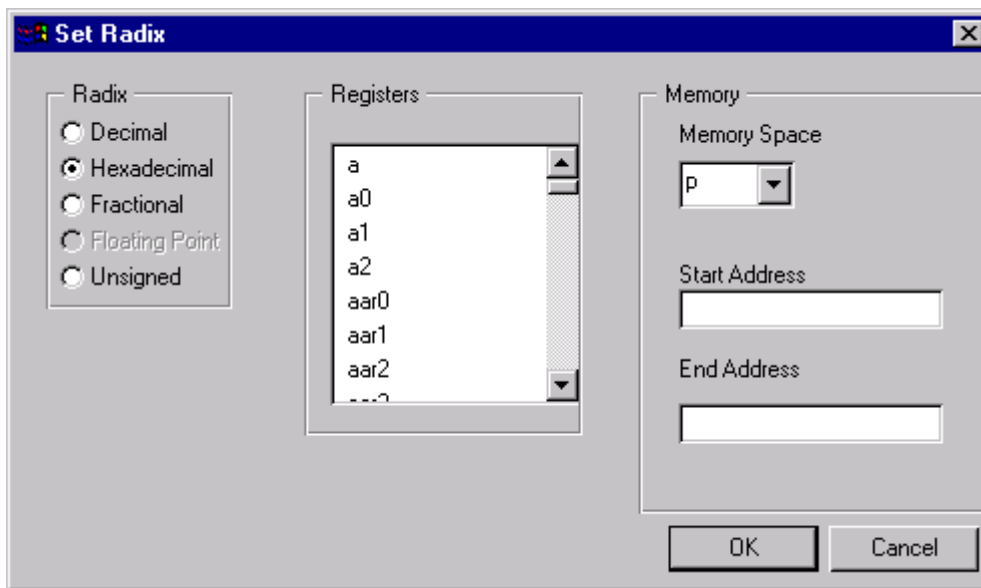 Set Radix
Radix
Decimal
Hexadecimal
Fractional
Floating Point
Unsigned
Registers
a
a0
a1
a2
aar0
aar1
aar2
Memory
Memory Space
p
Start Address
End Address
OK
Cancel